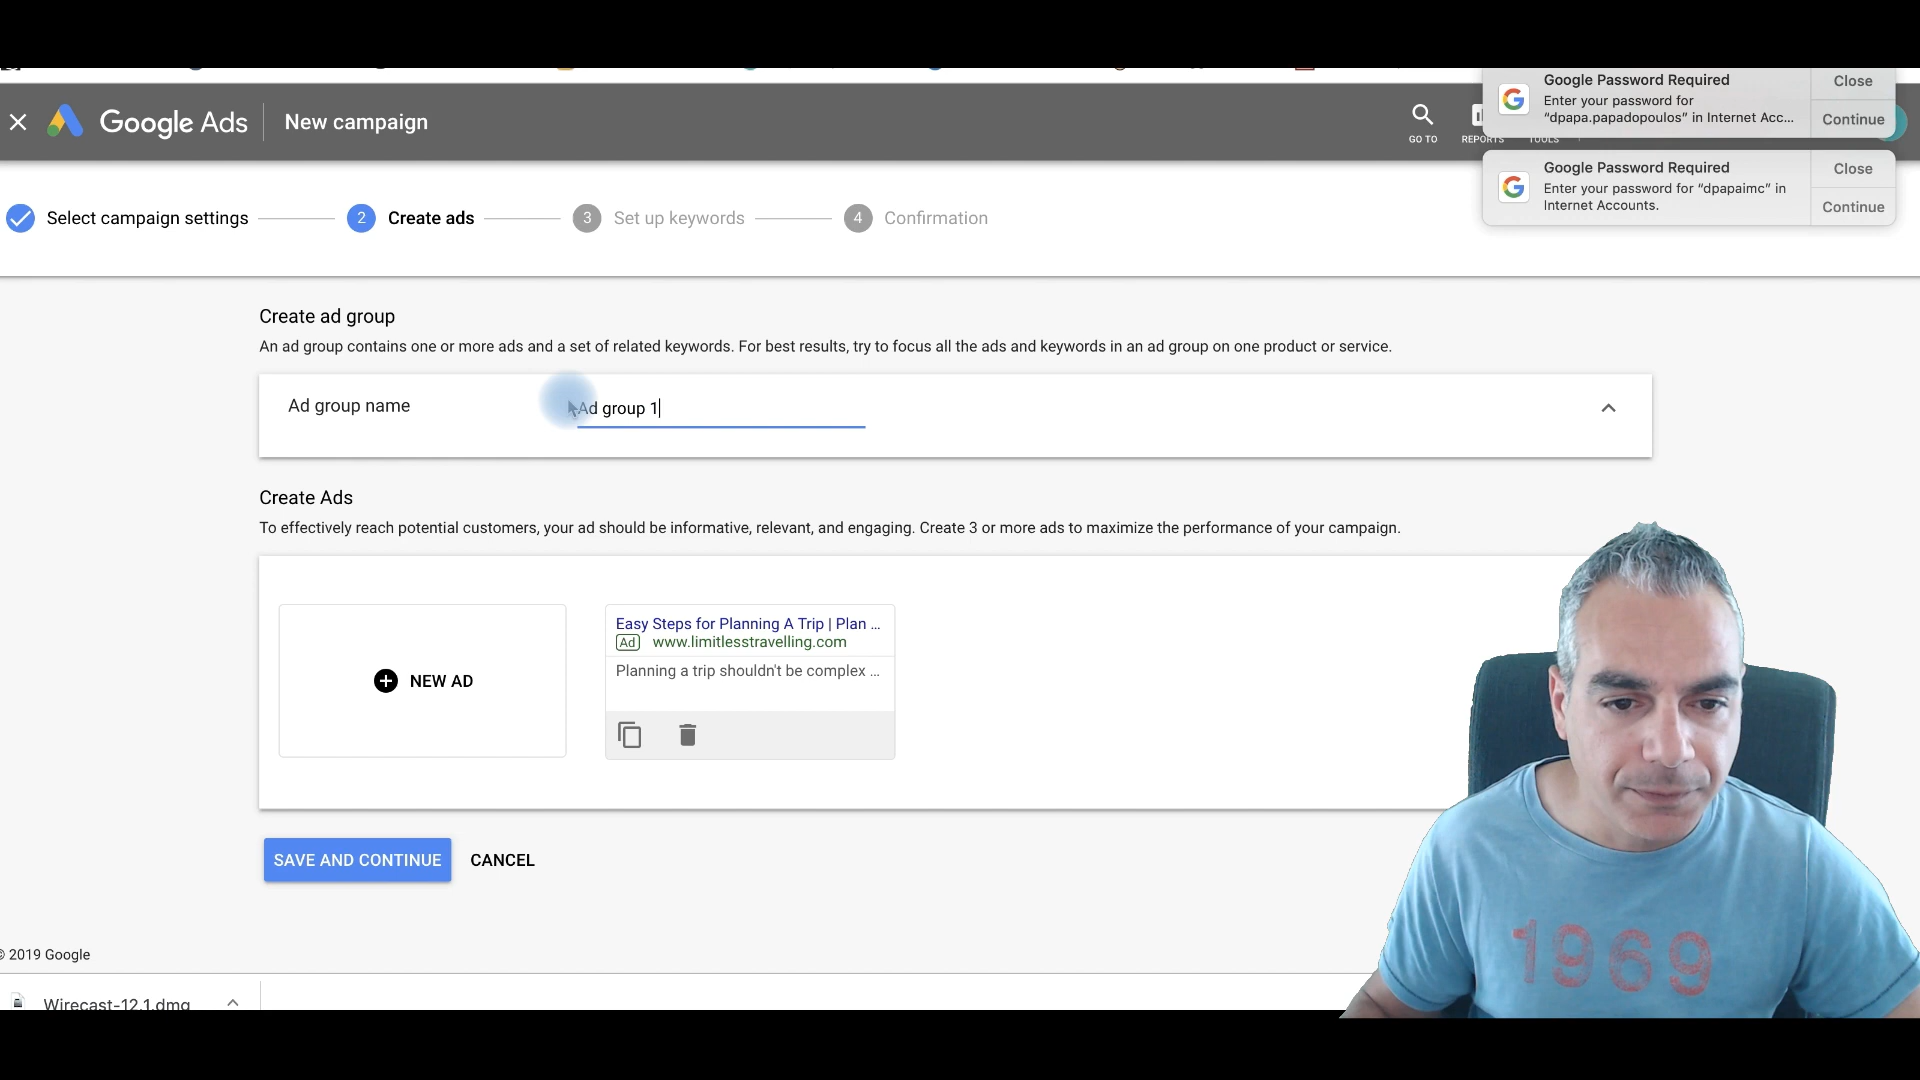 Google Ads
New campaign
GO TO
REPORTS
TOOLS
Google Password Required
Enter your password for
“dpapa.papadopoulos” in Internet Acc...
Close
Continue
Google Password Required
Enter your password for “dpapaimc” in
Internet Accounts.
Close
Continue
Select campaign settings
2 Create ads
3 Set up keywords
4 Confirmation
Create ad group
An ad group contains one or more ads and a set of related keywords. For best results, try to focus all the ads and keywords in an ad group on one product or service.
Ad group name
Ad group 1
Create Ads
To effectively reach potential customers, your ad should be informative, relevant, and engaging. Create 3 or more ads to maximize the performance of your campaign.
NEW AD
Easy Steps for Planning A Trip | Plan ...
Ad www.limitlesstravelling.com
Planning a trip shouldn't be complex ...
SAVE AND CONTINUE
CANCEL
© 2019 Google
Wirecast-12.1.dmg
1969